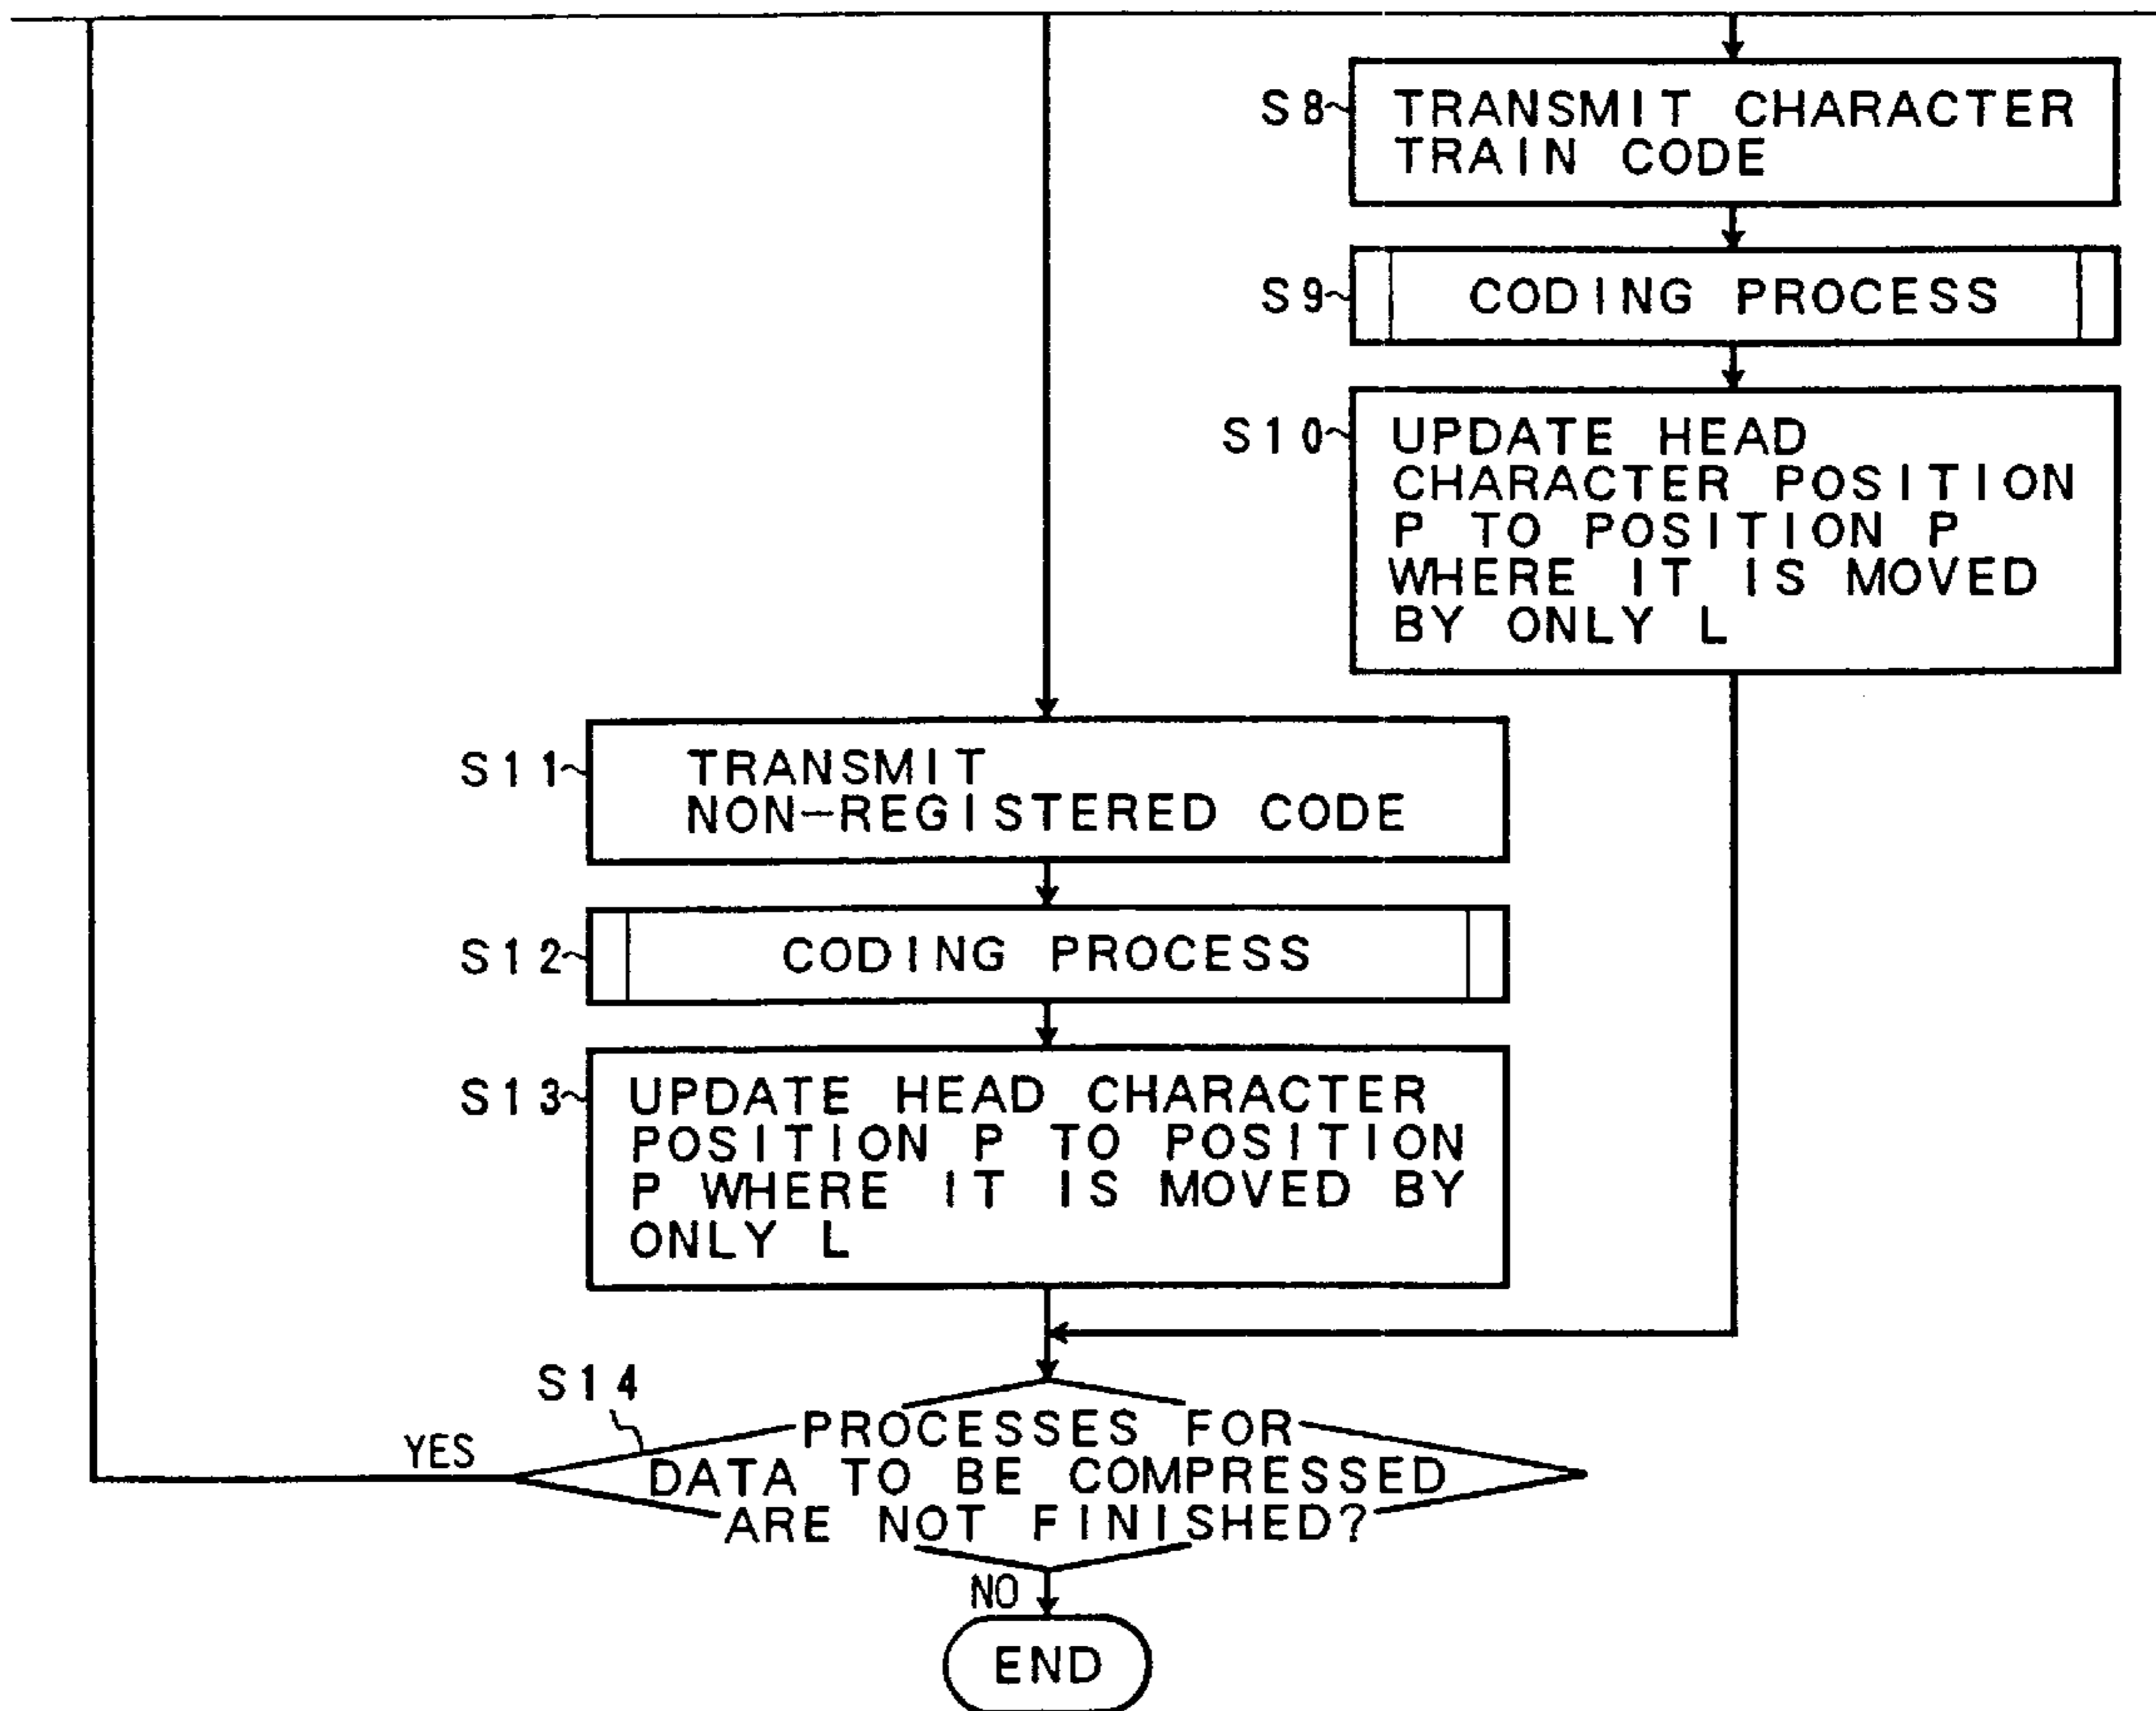 S8
TRANSMIT CHARACTER
TRAIN CODE
S9
CODING PROCESS
S10
UPDATE HEAD
CHARACTER POSITION
P TO POSITION P
WHERE IT IS MOVED
BY ONLY L
S11
TRANSMIT
NON-REGISTERED CODE
S12
CODING PROCESS
S13
UPDATE HEAD CHARACTER
POSITION P TO POSITION
P WHERE IT IS MOVED BY
ONLY L
S14
PROCESSES FOR
DATA TO BE COMPRESSED
ARE NOT FINISHED?
YES
NO
END